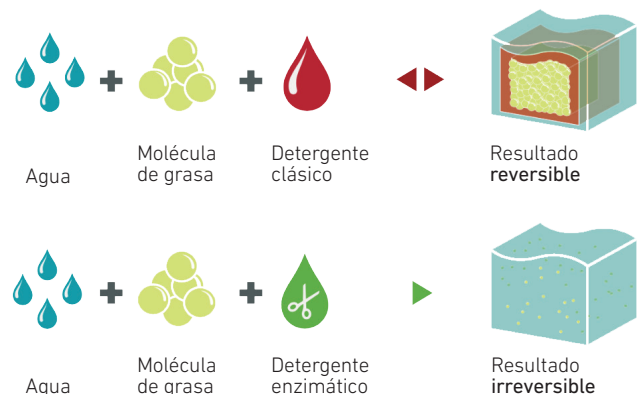 Agua
Molécula
de grasa
Detergente
clásico
Resultado
reversible
Agua
Molécula
de grasa
Detergente
enzimático
Resultado
irreversible